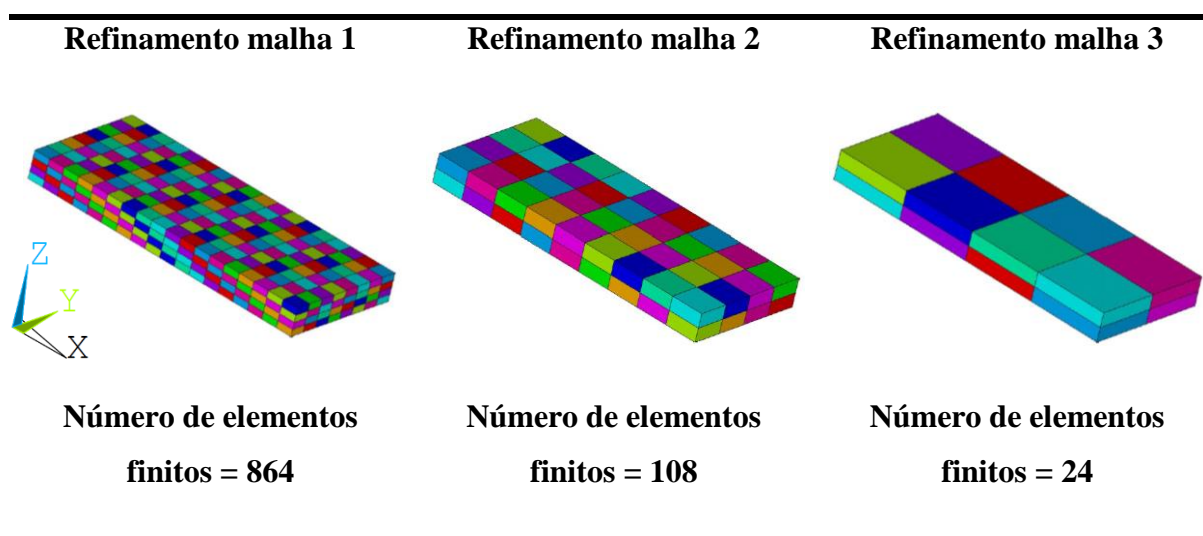 Refinamento malha 1
Refinamento malha 2
Refinamento malha 3
Z
Y
X
Número de elementos
finitos = 864
Número de elementos
finitos = 108
Número de elementos
finitos = 24